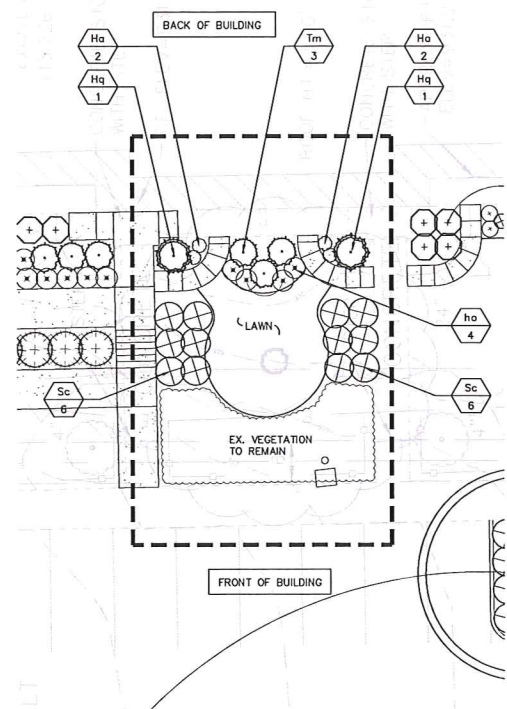 BACK OF BUILDING
Ha
2
Tm
3
Ha
2
Hq
1
Hq
1
LAWN
ho
4
Sc
6
Sc
6
EX. VEGETATION
TO REMAIN
FRONT OF BUILDING